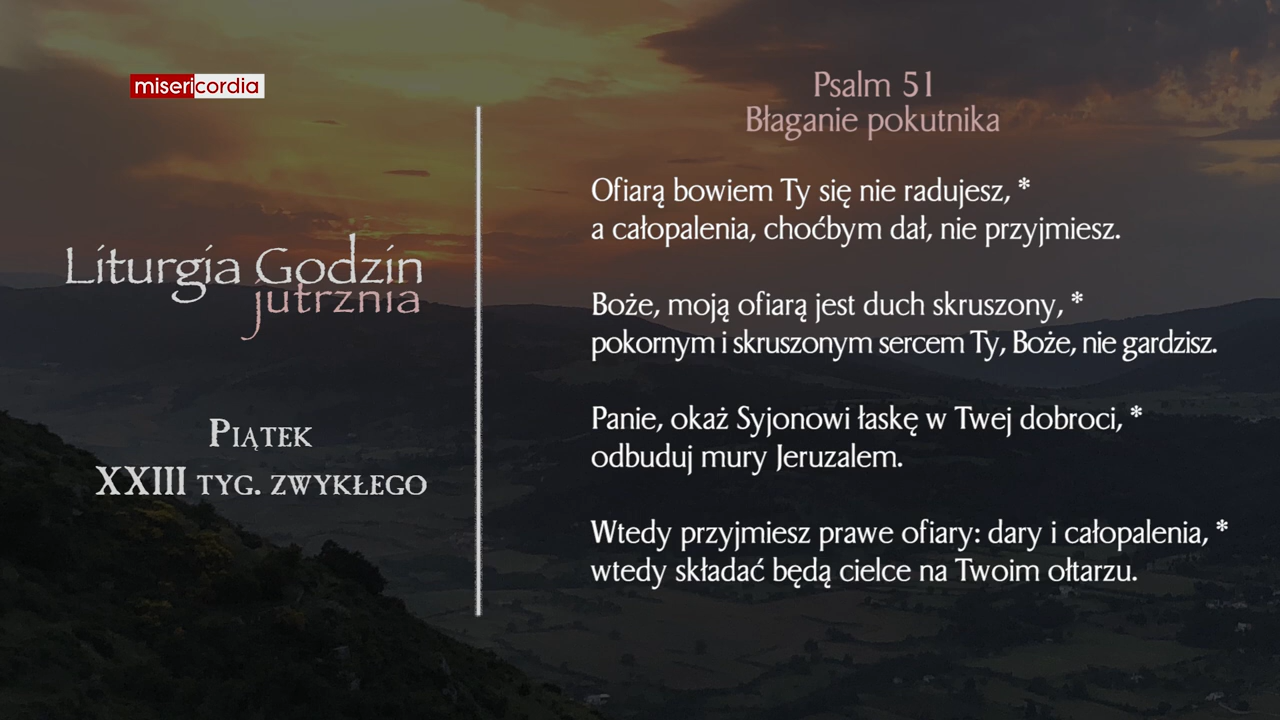 misericordia
Liturgia Godzin
jutrznia
Piątek
XXIII tyg. zwykłego
Psalm 51
Błaganie pokutnika
Ofiarą bowiem Ty się nie radujesz, *
a całopalenia, choćbym dał, nie przyjmiesz.
Boże, moją ofiarą jest duch skruszony, *
pokornym i skruszonym sercem Ty, Boże, nie gardzisz.
Panie, okaż Syjonowi łaskę w Twej dobroci, *
odbuduj mury Jeruzalem.
Wtedy przyjmiesz prawe ofiary: dary i całopalenia, *
wtedy składać będą cielce na Twoim ołtarzu.